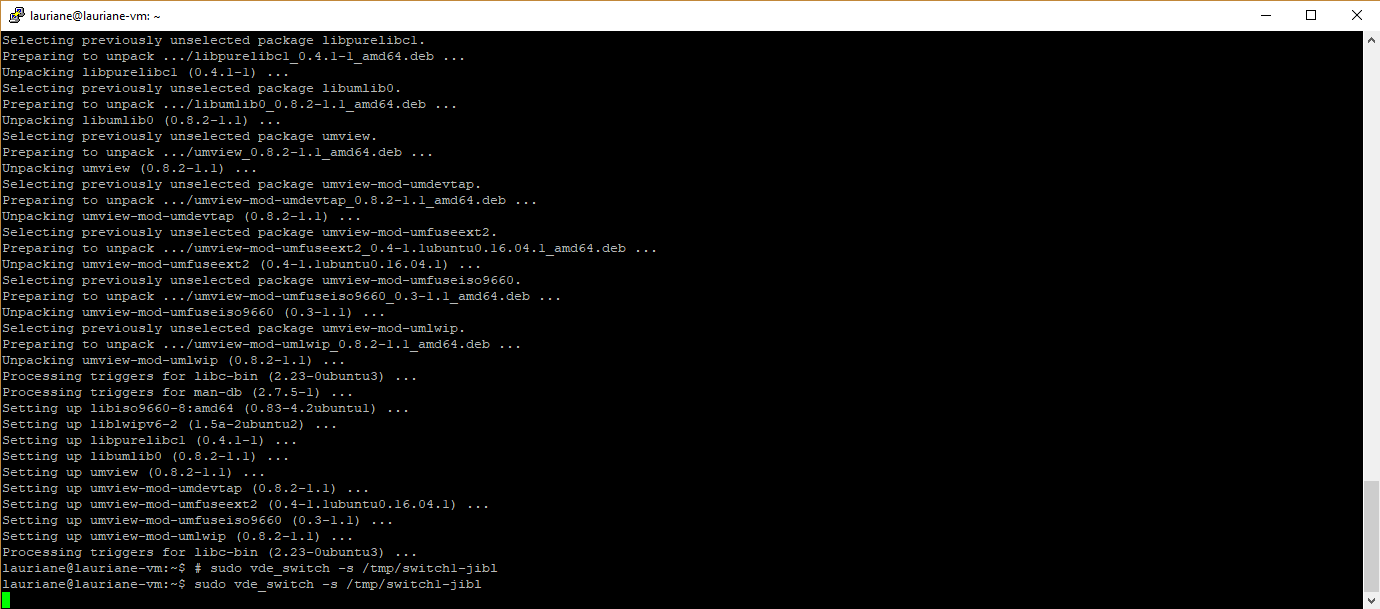 lauriane@lauriane-vm: ~
Selecting previously unselected package libpurelibc1.
Preparing to unpack .../libpurelibc1_0.4.1-1_amd64.deb ...
Unpacking libpurelibc1 (0.4.1-1) ...
Selecting previously unselected package libumlib0.
Preparing to unpack .../libumlib0_0.8.2-1.1_amd64.deb ...
Unpacking libumlib0 (0.8.2-1.1) ...
Selecting previously unselected package umview.
Preparing to unpack .../umview_0.8.2-1.1_amd64.deb ...
Unpacking umview (0.8.2-1.1) ...
Selecting previously unselected package umview-mod-umdevtap.
Preparing to unpack .../umview-mod-umdevtap_0.8.2-1.1_amd64.deb ...
Unpacking umview-mod-umdevtap (0.8.2-1.1) ...
Selecting previously unselected package umview-mod-umfuseext2.
Preparing to unpack .../umview-mod-umfuseext2_0.4-1.1ubuntu0.16.04.1_amd64.deb ...
Unpacking umview-mod-umfuseext2 (0.4-1.1ubuntu0.16.04.1) ...
Selecting previously unselected package umview-mod-umfuseiso9660.
Preparing to unpack .../umview-mod-umfuseiso9660_0.3-1.1_amd64.deb ...
Unpacking umview-mod-umfuseiso9660 (0.3-1.1) ...
Selecting previously unselected package umview-mod-umlwip.
Preparing to unpack .../umview-mod-umlwip_0.8.2-1.1_amd64.deb ...
Unpacking umview-mod-umlwip (0.8.2-1.1) ...
Processing triggers for libc-bin (2.23-0ubuntu3) ...
Processing triggers for man-db (2.7.5-1) ...
Setting up libiso9660-8:amd64 (0.83-4.2ubuntu1) ...
Setting up liblwipv6-2 (1.5a-2ubuntu2) ...
Setting up libpurelibc1 (0.4.1-1) ...
Setting up libumlib0 (0.8.2-1.1) ...
Setting up umview (0.8.2-1.1) ...
Setting up umview-mod-umdevtap (0.8.2-1.1) ...
Setting up umview-mod-umfuseext2 (0.4-1.1ubuntu0.16.04.1) ...
Setting up umview-mod-umfuseiso9660 (0.3-1.1) ...
Setting up umview-mod-umlwip (0.8.2-1.1) ...
Processing triggers for libc-bin (2.23-0ubuntu3) ...
lauriane@lauriane-vm:~$ # sudo vde_switch -s /tmp/switch1-jibl
lauriane@lauriane-vm:~$ sudo vde_switch -s /tmp/switch1-jibl